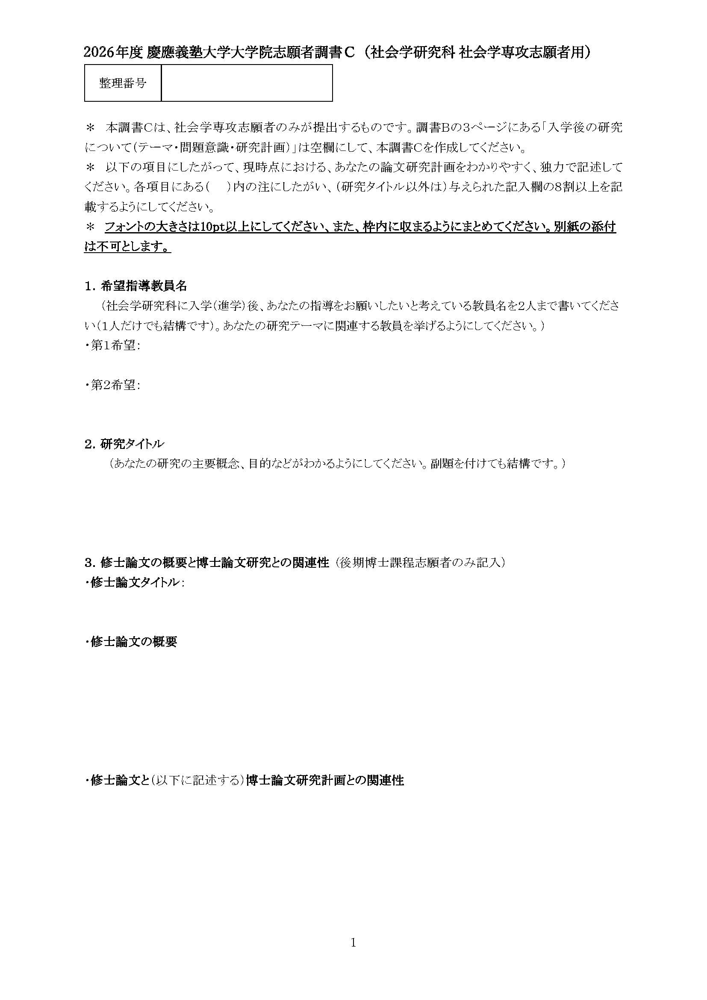 2026年度 慶應義塾大学大学院志願者調書C（社会学研究科 社会学専攻志願者用）
整理番号
＊　本調書Cは、社会学専攻志願者のみが提出するものです。調書Bの3ページにある「入学後の研究
について（テーマ・問題意識・研究計画）」は空欄にして、本調書Cを作成してください。
＊　以下の項目にしたがって、現時点における、あなたの論文研究計画をわかりやすく、独力で記述して
ください。各項目にある（　）内の注にしたがい、（研究タイトル以外は）与えられた記入欄の8割以上を記
載するようにしてください。
＊　フォントの大きさは10pt以上にしてください、また、枠内に収まるようにまとめてください。別紙の添付
は不可とします。
1. 希望指導教員名
（社会学研究科に入学（進学）後、あなたの指導をお願いしたいと考えている教員名を2人まで書いてくださ
い（1人だけでも結構です）。あなたの研究テーマに関連する教員を挙げるようにしてください。）
・第1希望：
・第2希望：
2. 研究タイトル
（あなたの研究の主要概念、目的などがわかるようにしてください。副題を付けても結構です。）
3. 修士論文の概要と博士論文研究との関連性（後期博士課程志願者のみ記入）
・修士論文タイトル：
・修士論文の概要
・修士論文と（以下に記述する）博士論文研究計画との関連性
1